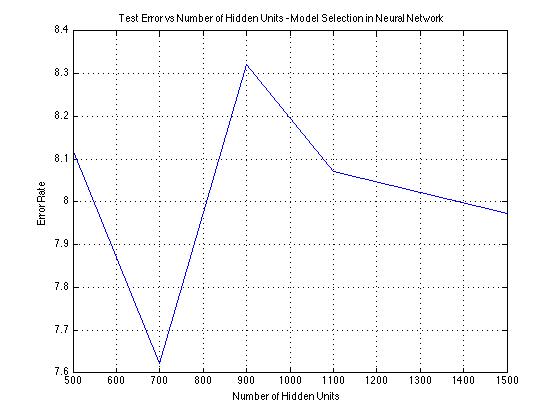 Test Error vs Number of Hidden Units - Model Selection in Neural Network
8.4
8.3
8.2
8.1
8
7.9
7.8
7.7
7.6
Error Rate
500 600 700 800 900 1000 1100 1200 1300 1400 1500
Number of Hidden Units